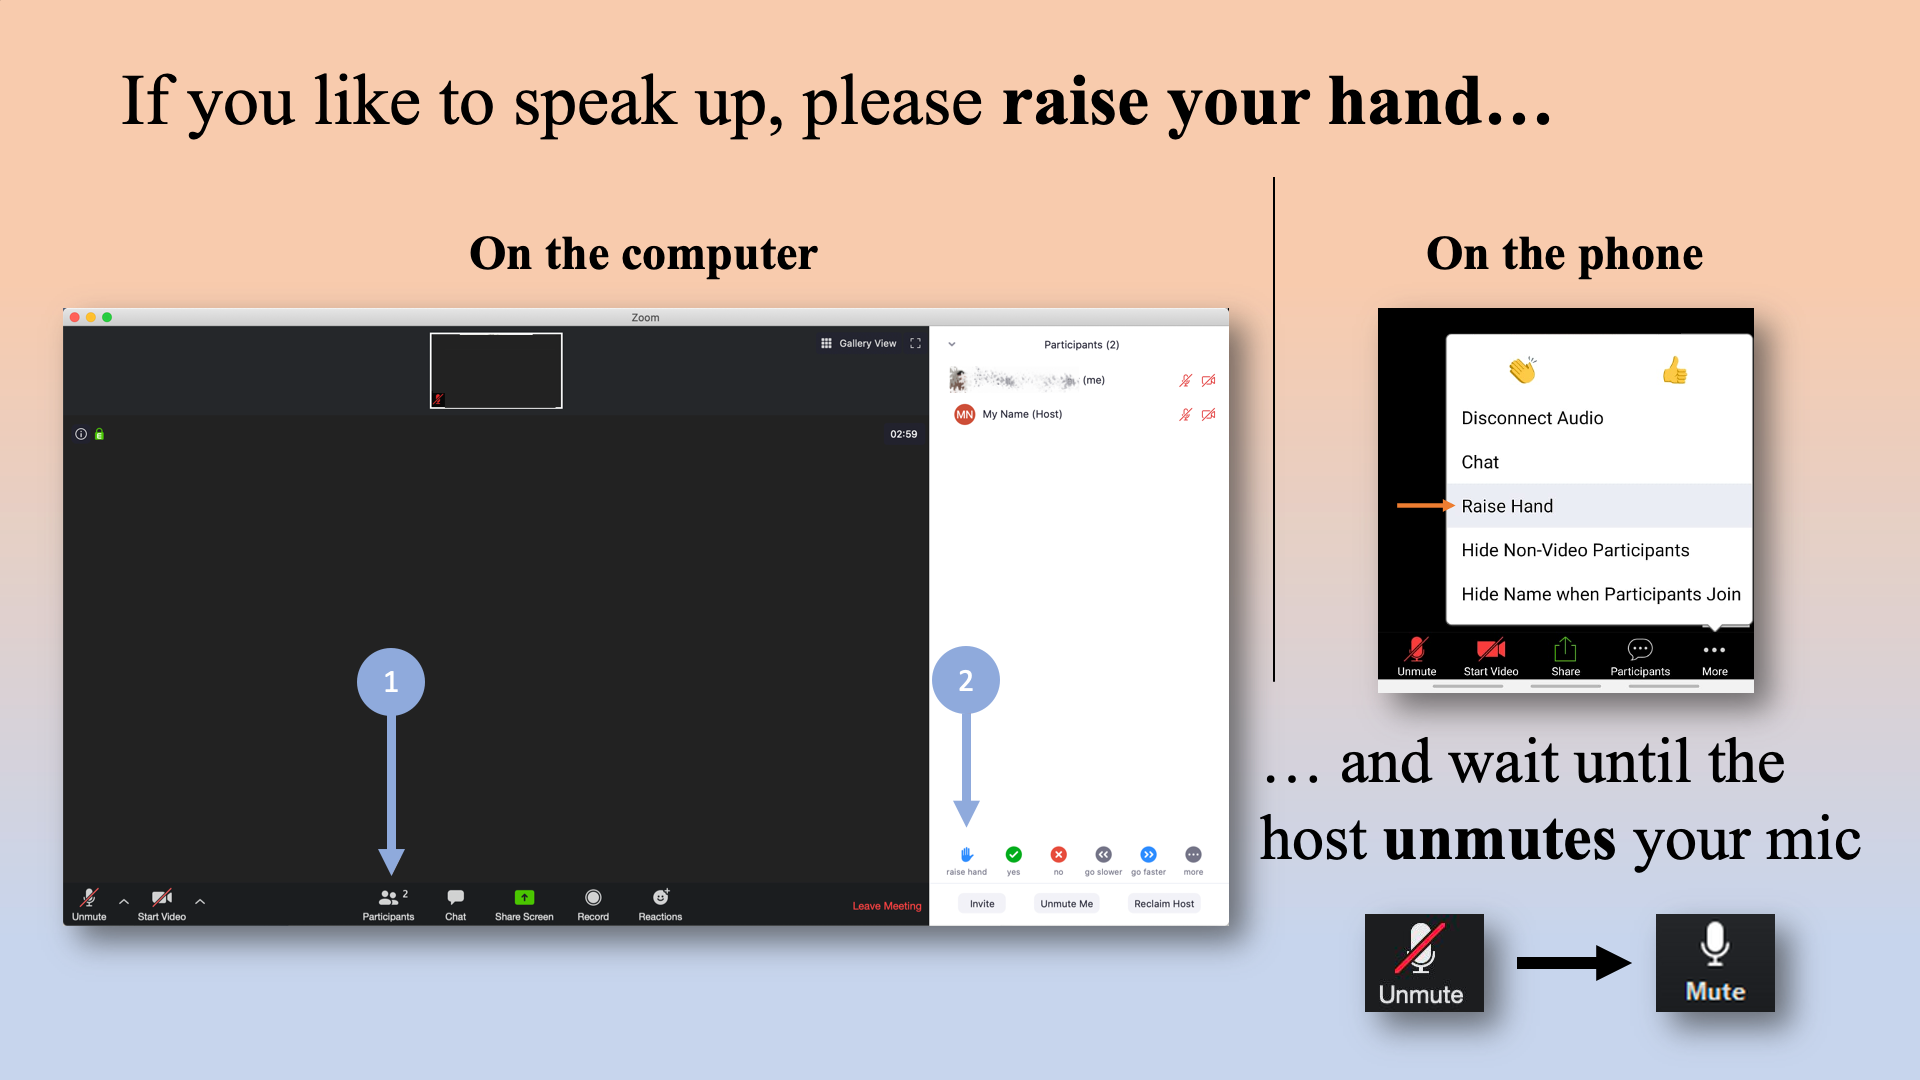 If you like to speak up, please raise your hand…
On the computer
Zoom
Gallery View
02:59
Participants (2)
(me)
MN My Name (Host)
1
2
raise hand yes no go slower go faster more
Invite Unmute Me Reclaim Host
Unmute Start Video Participants 2 Chat Share Screen Record Reactions Leave Meeting
On the phone
Disconnect Audio
Chat
Raise Hand
Hide Non-Video Participants
Hide Name when Participants Join
Unmute Start Video Share Participants More
… and wait until the
host unmutes your mic
Unmute Mute